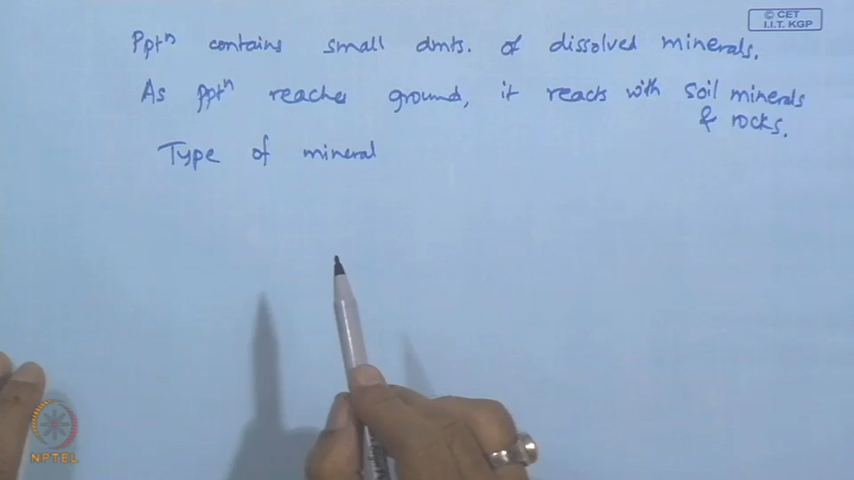 © CET
I.I.T. KGP
Pptⁿ contains small amts. of dissolved minerals.
As pptⁿ reaches ground, it reacts with soil minerals
& rocks.
Type of mineral
NPTEL